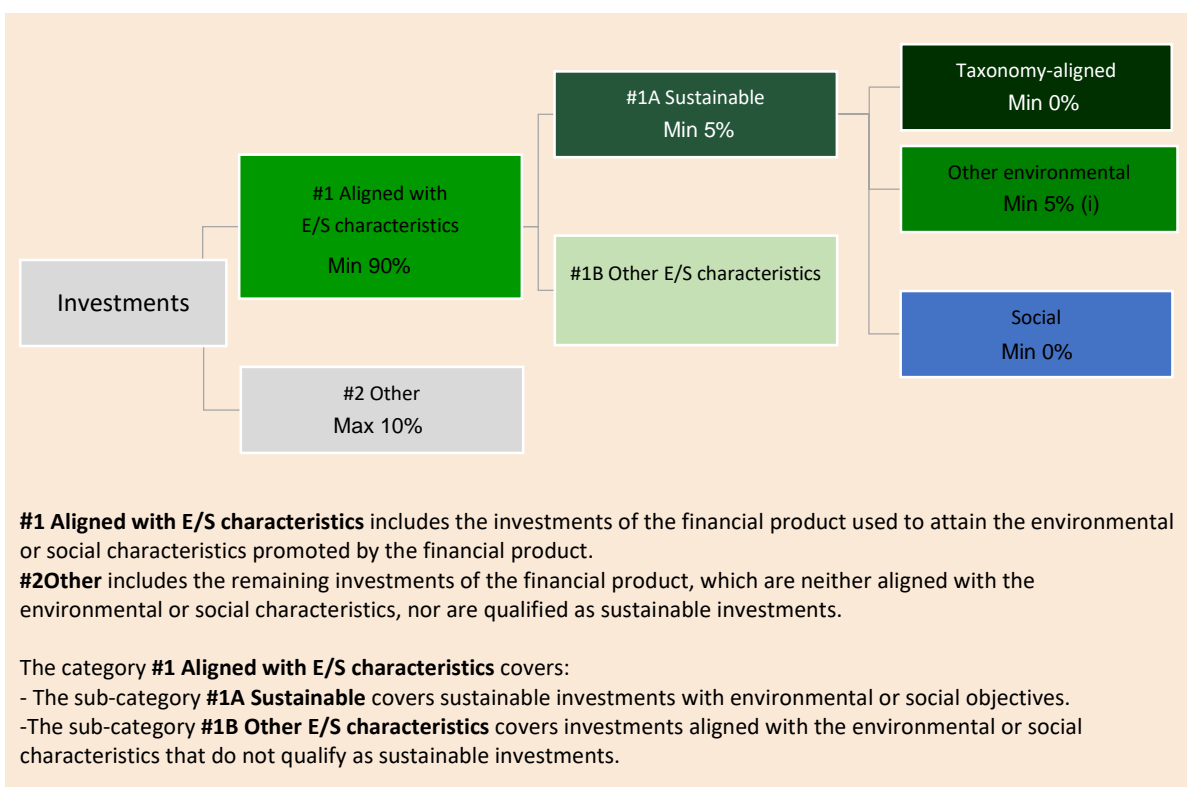 Investments
#1 Aligned with
E/S characteristics
Min 90%
#2 Other
Max 10%
#1A Sustainable
Min 5%
#1B Other E/S characteristics
Taxonomy-aligned
Min 0%
Other environmental
Min 5% (i)
Social
Min 0%
#1 Aligned with E/S characteristics includes the investments of the financial product used to attain the environmental
or social characteristics promoted by the financial product.
#2Other includes the remaining investments of the financial product, which are neither aligned with the
environmental or social characteristics, nor are qualified as sustainable investments.
The category #1 Aligned with E/S characteristics covers:
- The sub-category #1A Sustainable covers sustainable investments with environmental or social objectives.
-The sub-category #1B Other E/S characteristics covers investments aligned with the environmental or social
characteristics that do not qualify as sustainable investments.